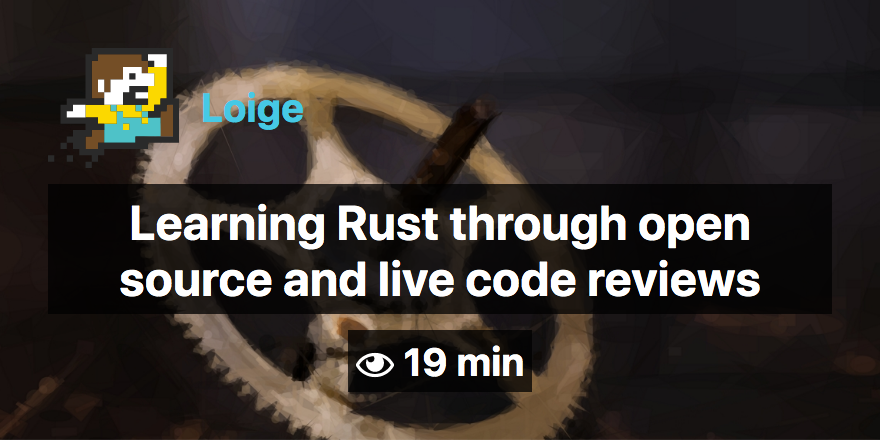 Loige
Learning Rust through open
source and live code reviews
19 min